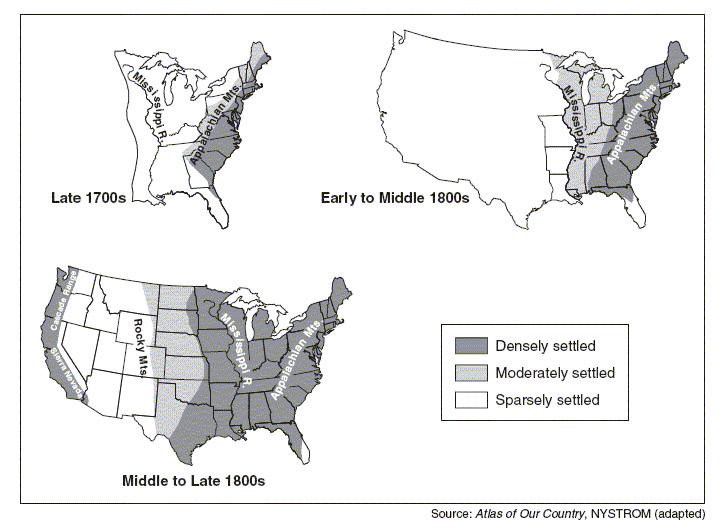 Mississippi R.
Appalachian Mts.
Late 1700s
Mississippi R.
Appalachian Mts.
Early to Middle 1800s
Cascade Range
Sierra Nevada
Rocky Mts.
Mississippi R.
Appalachian Mts.
Middle to Late 1800s
Densely settled
Moderately settled
Sparsely settled
Source: Atlas of Our Country, NYSTROM (adapted)